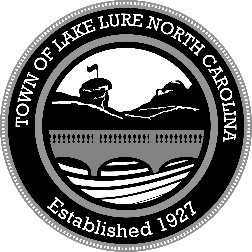 TOWN OF LAKE LURE NORTH CAROLINA
Established 1927